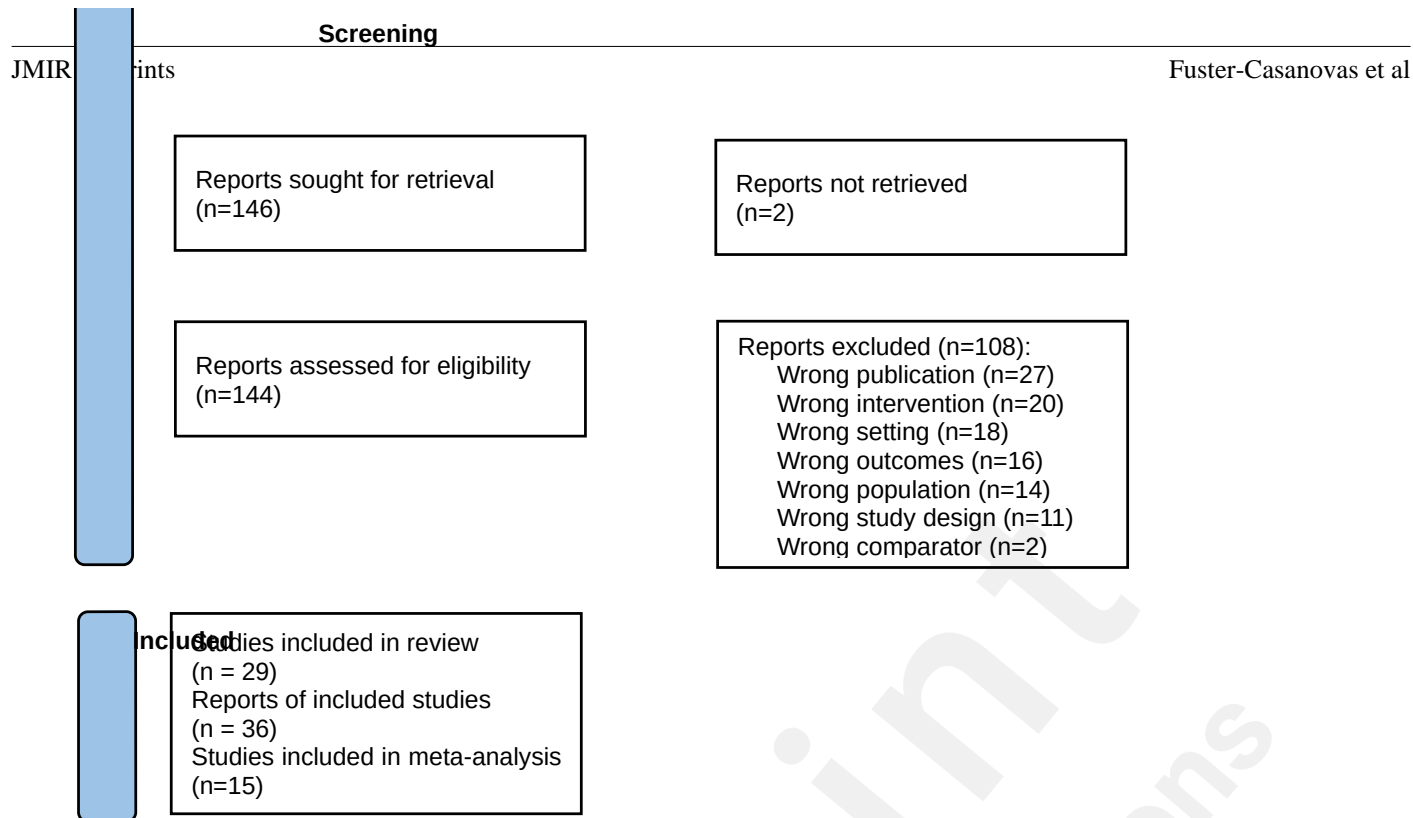 Screening
JMIR rints
Fuster-Casanovas et al
Reports sought for retrieval
(n=146)
Reports not retrieved
(n=2)
Reports assessed for eligibility
(n=144)
Reports excluded (n=108):
Wrong publication (n=27)
Wrong intervention (n=20)
Wrong setting (n=18)
Wrong outcomes (n=16)
Wrong population (n=14)
Wrong study design (n=11)
Wrong comparator (n=2)
Included
Studies included in review
(n = 29)
Reports of included studies
(n = 36)
Studies included in meta-analysis
(n=15)
int
ons